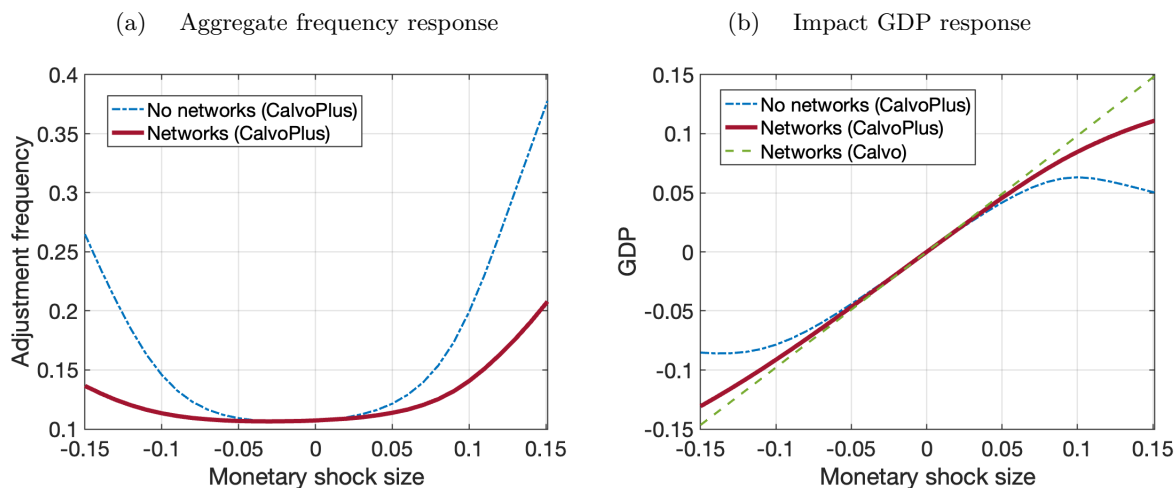 (a) Aggregate frequency response
0.4
0.35
0.3
0.25
0.2
0.15
0.1
Adjustment frequency
No networks (CalvoPlus)
Networks (CalvoPlus)
-0.15 -0.1 -0.05 0 0.05 0.1 0.15
Monetary shock size
(b) Impact GDP response
0.15
0.1
0.05
0
-0.05
-0.1
-0.15
GDP
No networks (CalvoPlus)
Networks (CalvoPlus)
Networks (Calvo)
-0.15 -0.1 -0.05 0 0.05 0.1 0.15
Monetary shock size